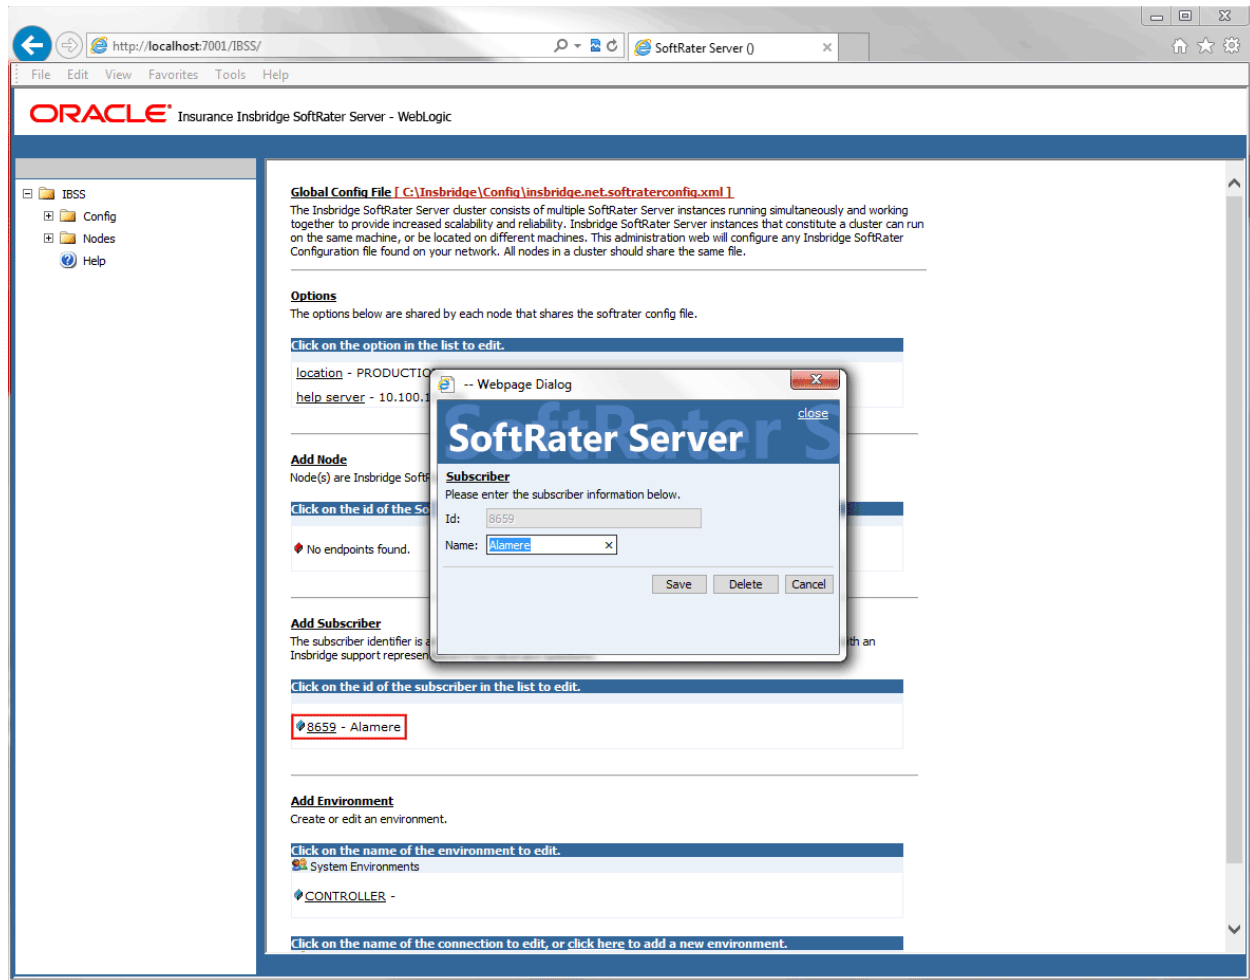 http://localhost:7001/IBSS/
SoftRater Server ()
File Edit View Favorites Tools Help
ORACLE Insurance Insbridge SoftRater Server - WebLogic
IBSS
Config
Nodes
Help
Global Config File [ C:\Insbridge\Config\insbridge.net.softraterconfig.xml ]
The Insbridge SoftRater Server cluster consists of multiple SoftRater Server instances running simultaneously and working
together to provide increased scalability and reliability. Insbridge SoftRater Server instances that constitute a cluster can run
on the same machine, or be located on different machines. This administration web will configure any Insbridge SoftRater
Configuration file found on your network. All nodes in a cluster should share the same file.
Options
The options below are shared by each node that shares the softrater config file.
Click on the option in the list to edit.
location - PRODUCTIO
help server - 10.100.1
Add Node
Node(s) are Insbridge Soft
Click on the id of the So
No endpoints found.
-- Webpage Dialog
close
SoftRater Server
Subscriber
Please enter the subscriber information below.
Id: 8659
Name: Alamere
Save Delete Cancel
Add Subscriber
The subscriber identifier is a
ith an
Insbridge support represen
Click on the id of the subscriber in the list to edit.
8659 - Alamere
Add Environment
Create or edit an environment.
Click on the name of the environment to edit.
System Environments
CONTROLLER -
Click on the name of the connection to edit, or click here to add a new environment.